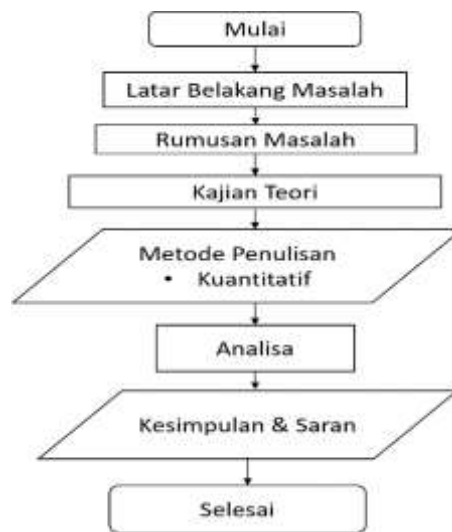 Mulai
Latar Belakang Masalah
Rumusan Masalah
Kajian Teori
Metode Penulisan
• Kuantitatif
Analisa
Kesimpulan & Saran
Selesai